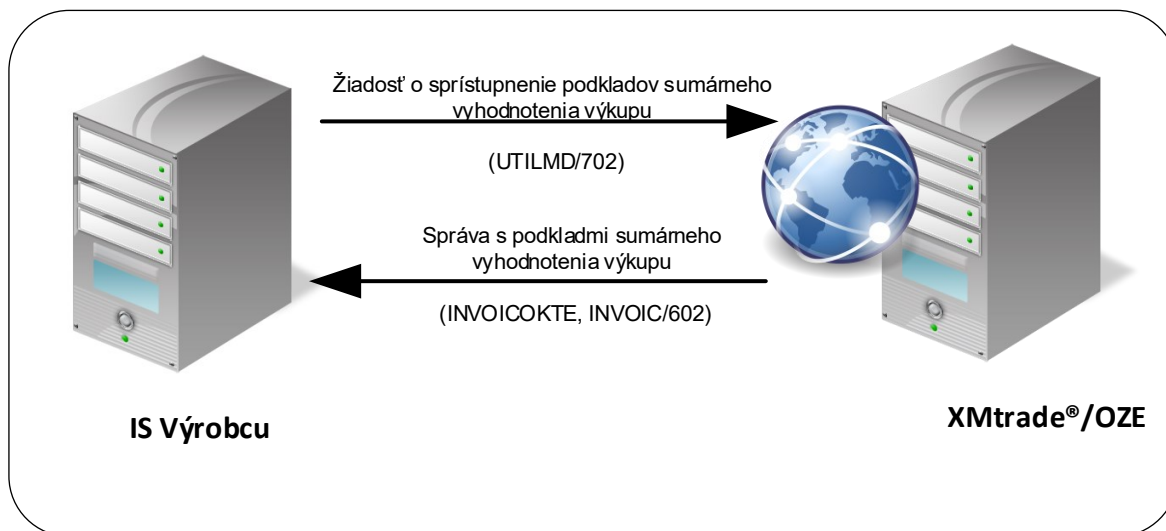 Žiadosť o sprístupnenie podkladov sumárneho
vyhodnotenia výkupu
(UTILMD/702)
Správa s podkladmi sumárneho
vyhodnotenia výkupu
(INVOICOKTE, INVOIC/602)
IS Výrobcu
XMtrade®/OZE